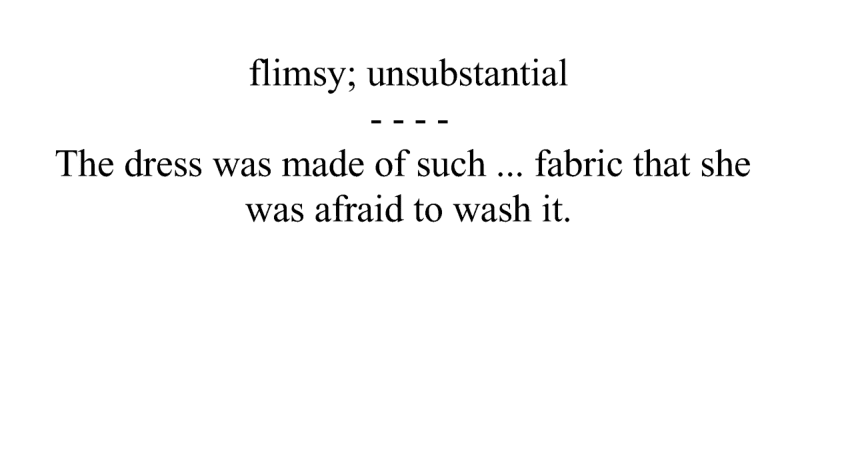 flimsy; unsubstantial
- - - -
The dress was made of such ... fabric that she
was afraid to wash it.